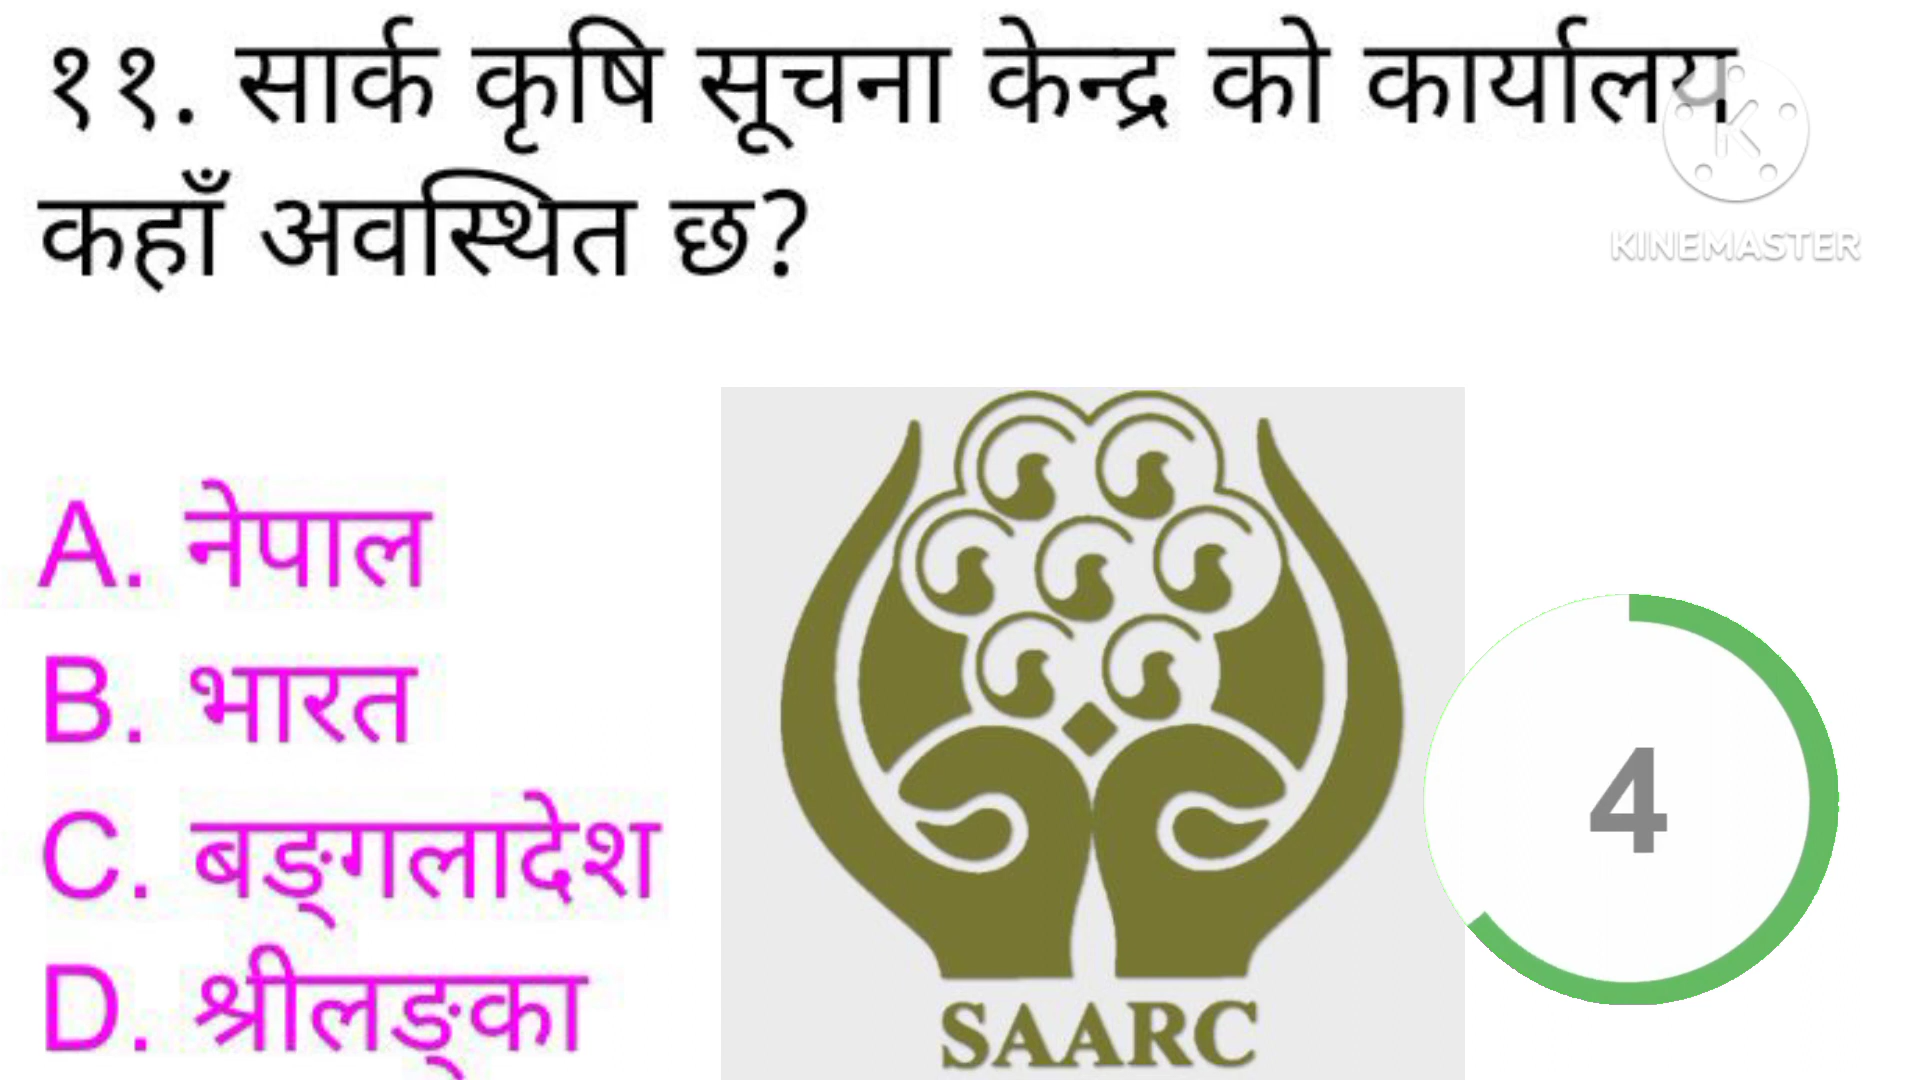 ११. सार्क कृषि सूचना केन्द्र को कार्यालय
कहाँ अवस्थित छ?
K
KINEMASTER
A. नेपाल
B. भारत
C. बङ्गलादेश
D. श्रीलङ्का
SAARC
4